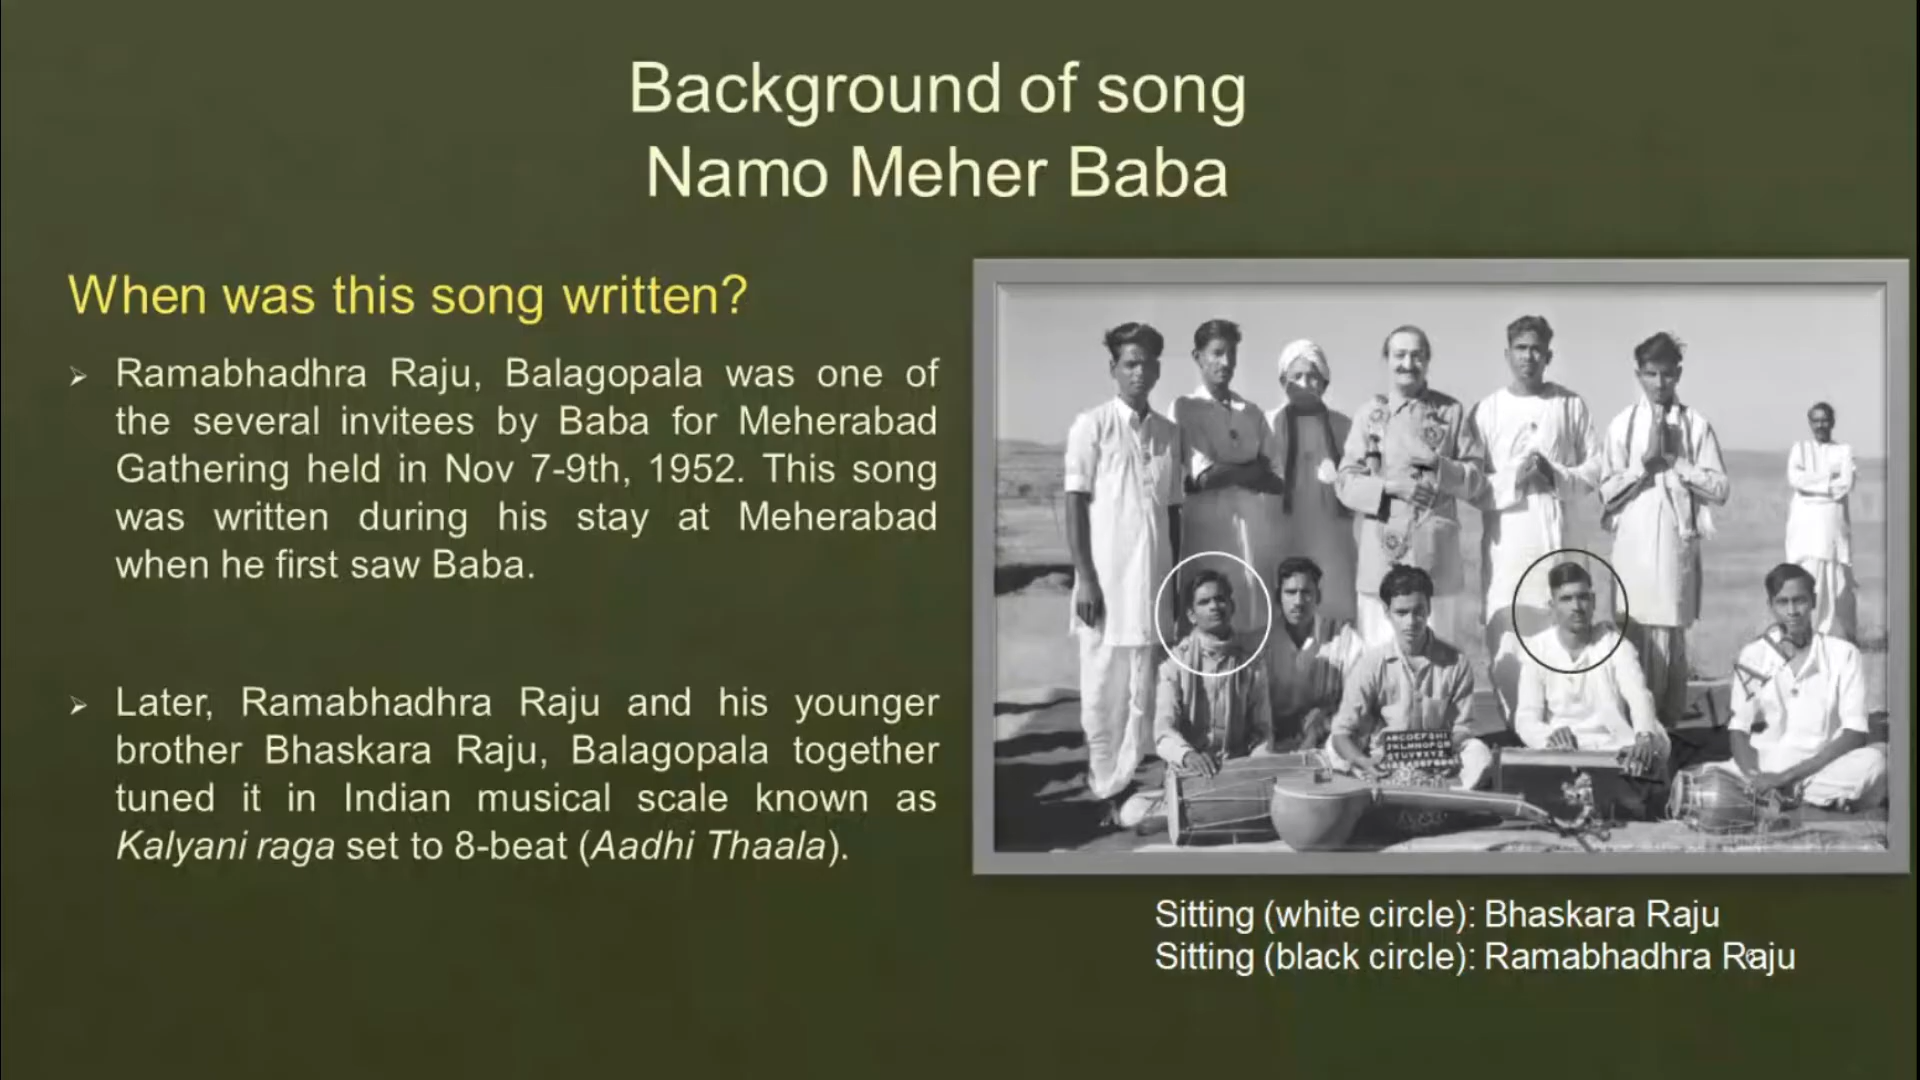 Background of song
Namo Meher Baba
When was this song written?
Ramabhadhra Raju, Balagopala was one of
the several invitees by Baba for Meherabad
Gathering held in Nov 7-9th, 1952. This song
was written during his stay at Meherabad
when he first saw Baba.
Later, Ramabhadhra Raju and his younger
brother Bhaskara Raju, Balagopala together
tuned it in Indian musical scale known as
Kalyani raga set to 8-beat (Aadhi Thaala).
Sitting (white circle): Bhaskara Raju
Sitting (black circle): Ramabhadhra Raju